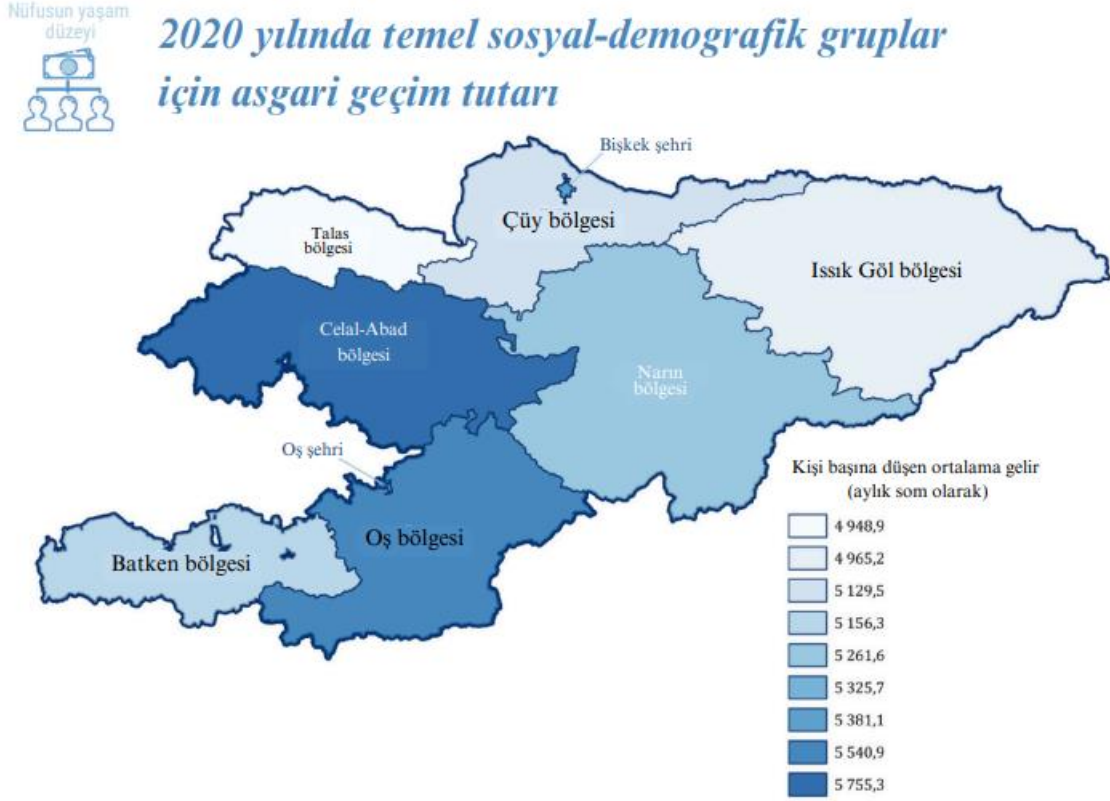 Nüfusun yaşam
düzeyi
2020 yılında temel sosyal-demografik gruplar
için asgari geçim tutarı
Bişkek şehri
Çüy bölgesi
Talas
bölgesi
Issık Göl bölgesi
Celal-Abad
bölgesi
Narın
bölgesi
Oş şehri
Oş bölgesi
Batken bölgesi
Kişi başına düşen ortalama gelir
(aylık som olarak)
4 948,9
4 965,2
5 129,5
5 156,3
5 261,6
5 325,7
5 381,1
5 540,9
5 755,3